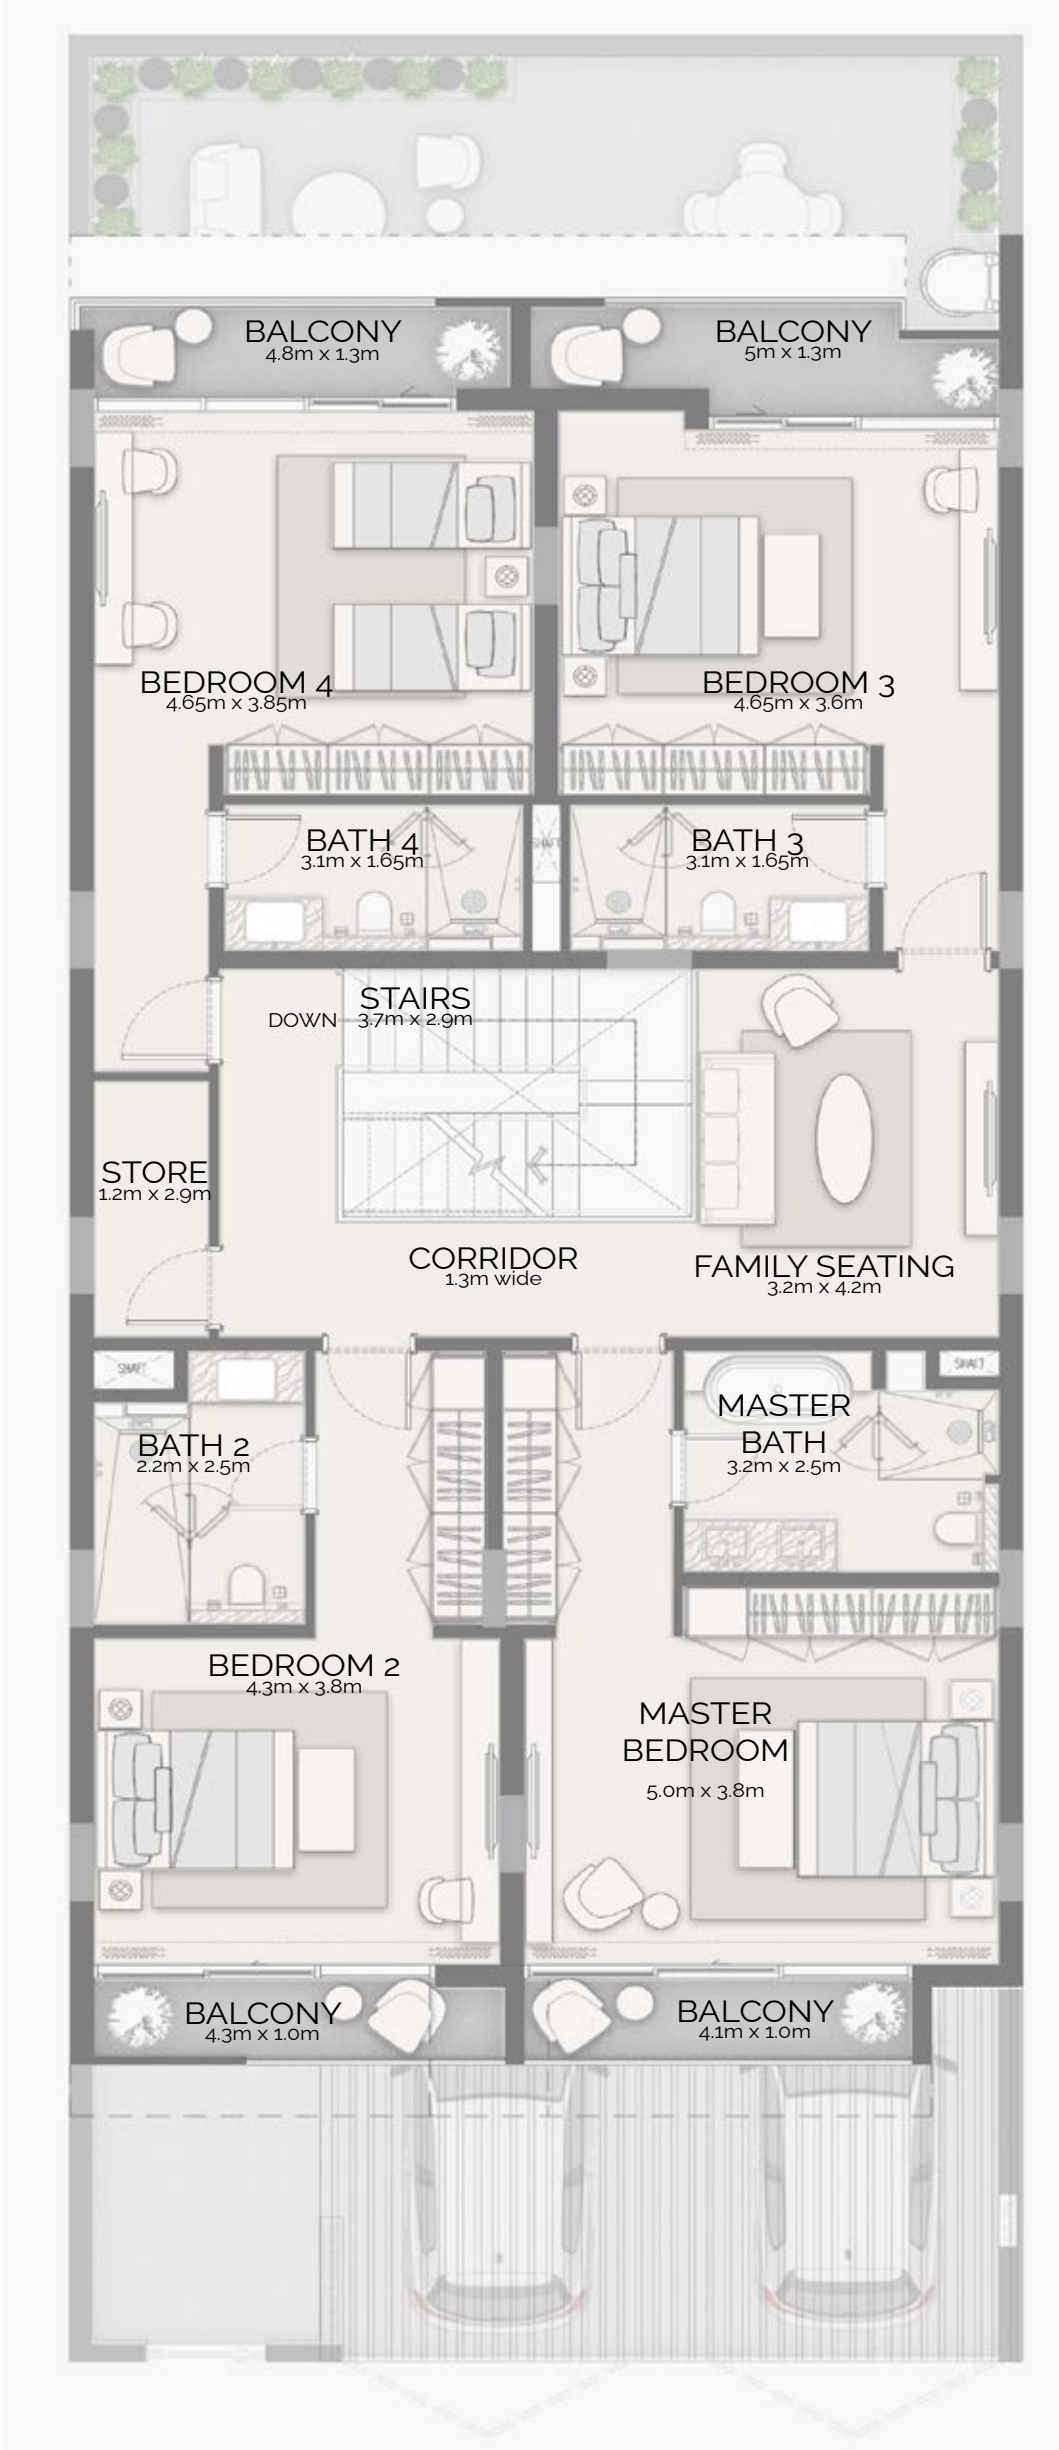 BALCONY
4.8m x 1.3m
BALCONY
5m x 1.3m
BEDROOM 4
4.65m x 3.85m
BEDROOM 3
4.65m x 3.6m
BATH 4
3.1m x 1.65m
SHAFT
BATH 3
3.1m x 1.65m
STAIRS
3.7m x 2.9m
DOWN
STORE
1.2m x 2.9m
CORRIDOR
1.3m wide
FAMILY SEATING
3.2m x 4.2m
SHAFT
SHAFT
BATH 2
2.2m x 2.5m
MASTER
BATH
3.2m x 2.5m
BEDROOM 2
4.3m x 3.8m
MASTER
BEDROOM
5.0m x 3.8m
BALCONY
4.3m x 1.0m
BALCONY
4.1m x 1.0m